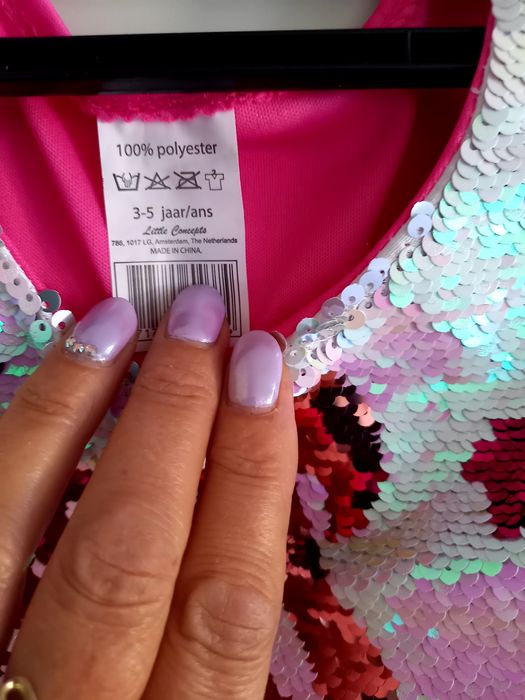 100% polyester
3-5 jaar/ans
Little Concepts
786, 1017 LG, Amsterdam, The Netherlands
MADE IN CHINA.